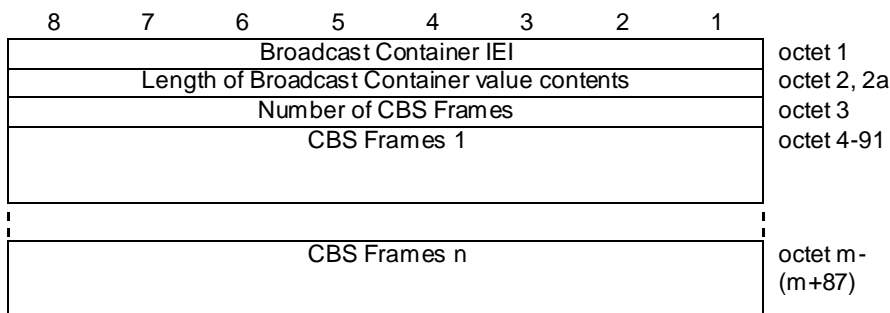 8 7 6 5 4 3 2 1
Broadcast Container IEI octet 1
Length of Broadcast Container value contents octet 2, 2a
Number of CBS Frames octet 3
CBS Frames 1 octet 4-91
CBS Frames n octet m-
(m+87)